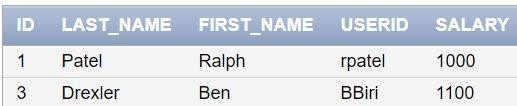 ID LAST_NAME FIRST_NAME USERID SALARY
1 Patel Ralph rpatel 1000
3 Drexler Ben BBiri 1100